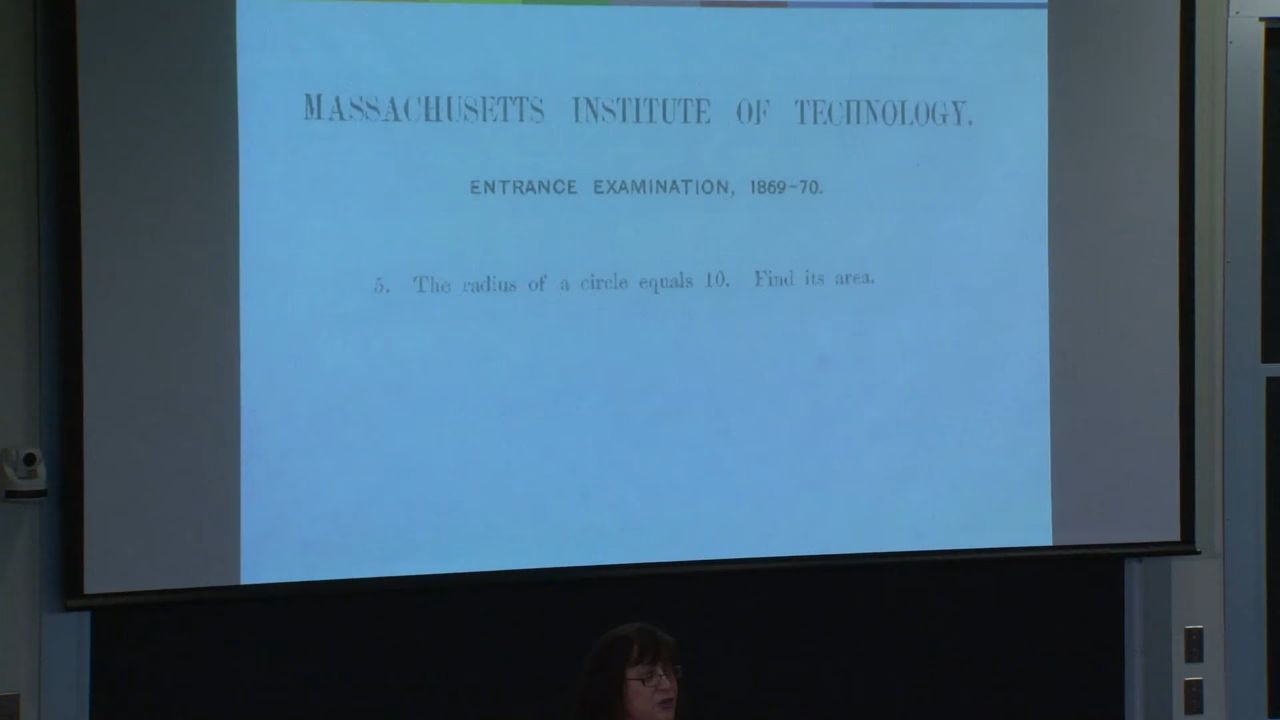 MASSACHUSETTS INSTITUTE OF TECHNOLOGY.
ENTRANCE EXAMINATION, 1869-70.
5. The radius of a circle equals 10. Find its area.